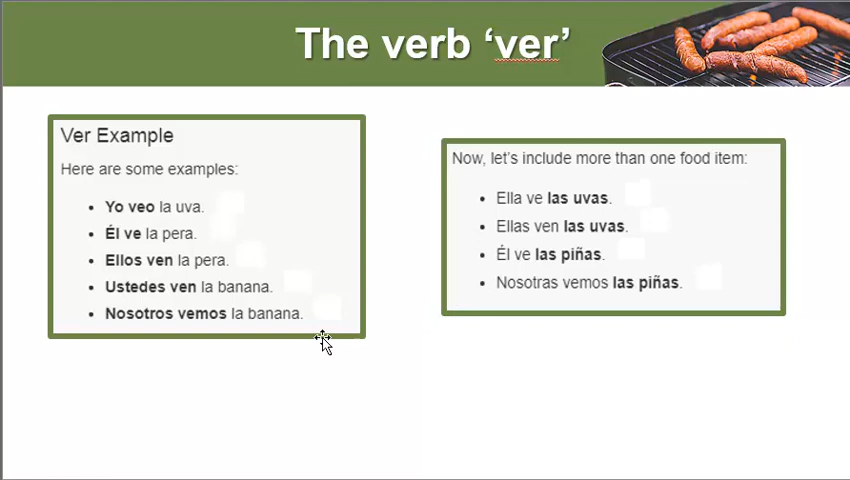 The verb ‘ver’
Ver Example
Here are some examples:
• Yo veo la uva.
• Él ve la pera.
• Ellos ven la pera.
• Ustedes ven la banana.
• Nosotros vemos la banana.
Now, let’s include more than one food item:
• Ella ve las uvas.
• Ellas ven las uvas.
• Él ve las piñas.
• Nosotras vemos las piñas.